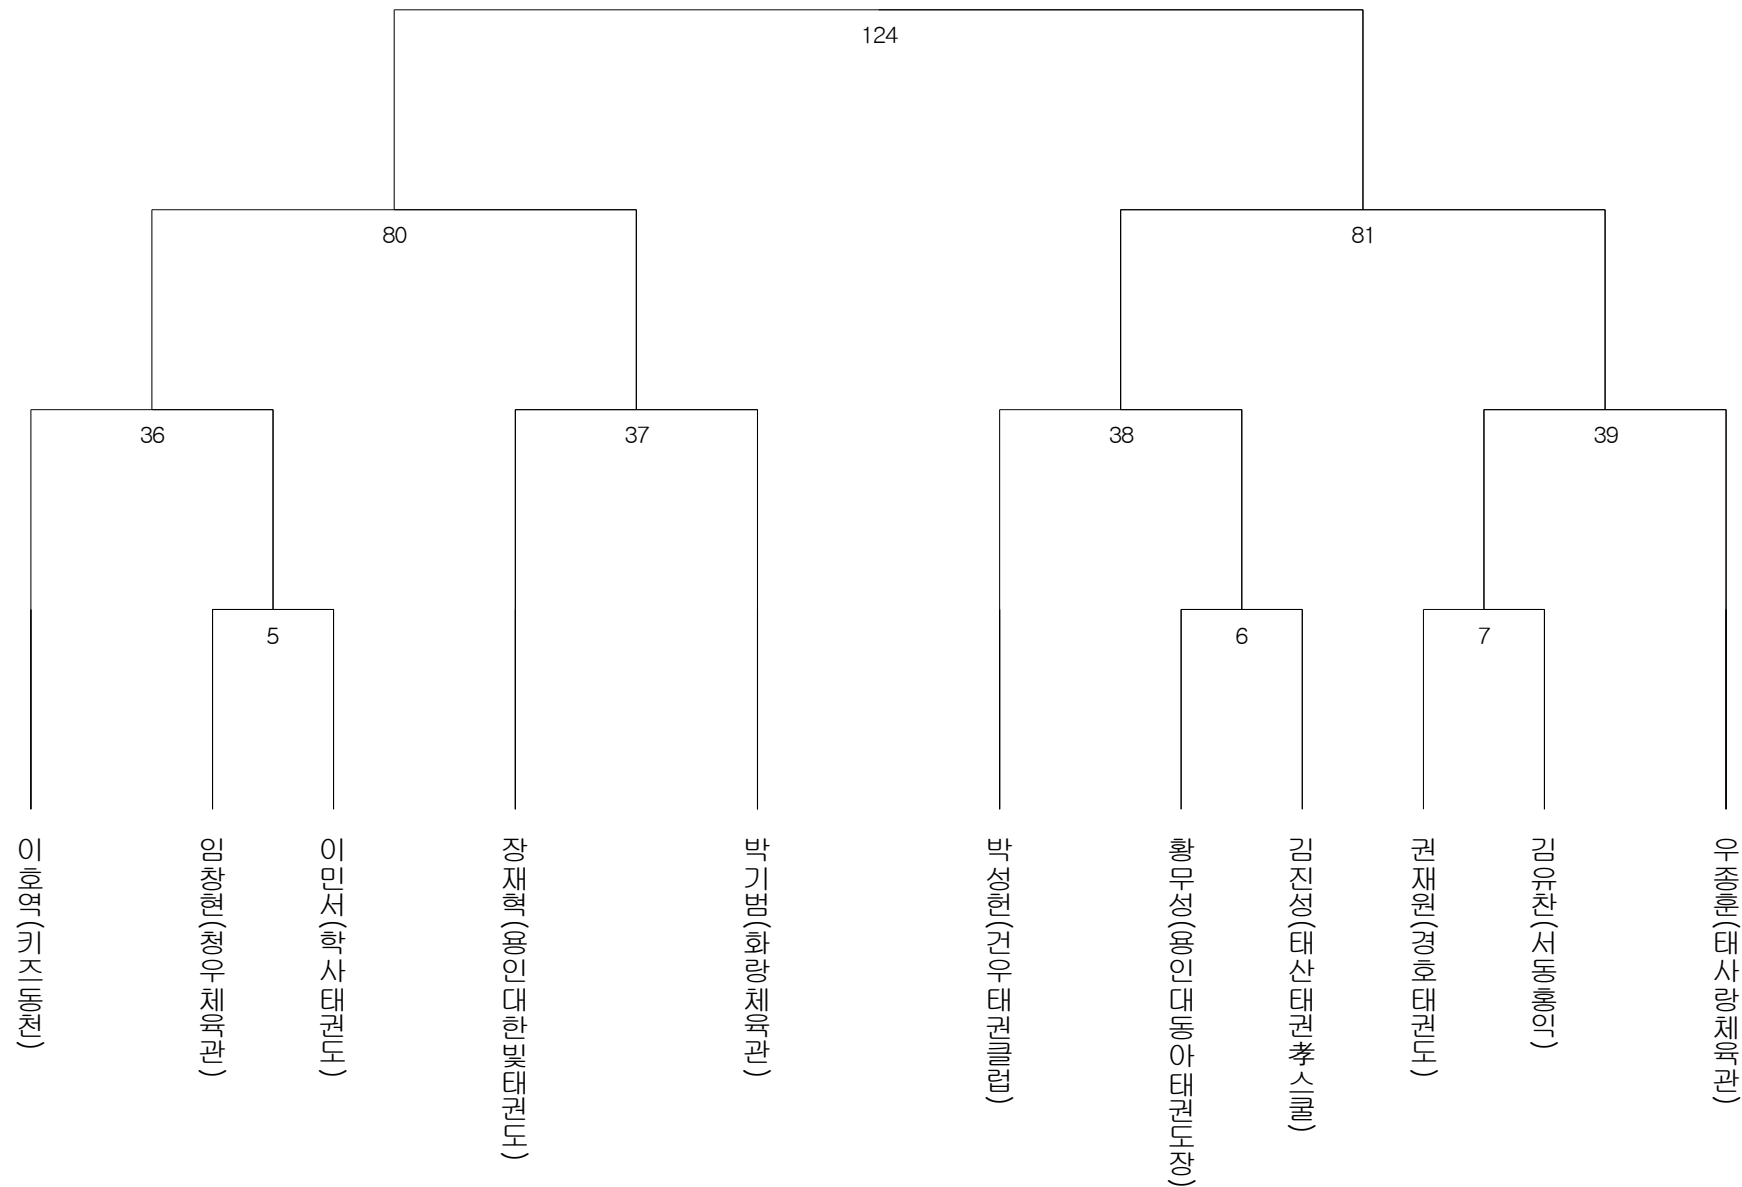 124
80
81
36
37
38
39
5
6
7
이호역(키즈동천)
임창현(청우체육관)
이민서(학사태권도)
장재혁(용인대한빛태권도)
박기범(화랑체육관)
박성헌(건우태권클럽)
황무성(용인대동아태권도장)
김진성(태산태권孝스쿨)
권재원(경호태권도)
김유찬(서동홍익)
우종훈(태사랑체육관)